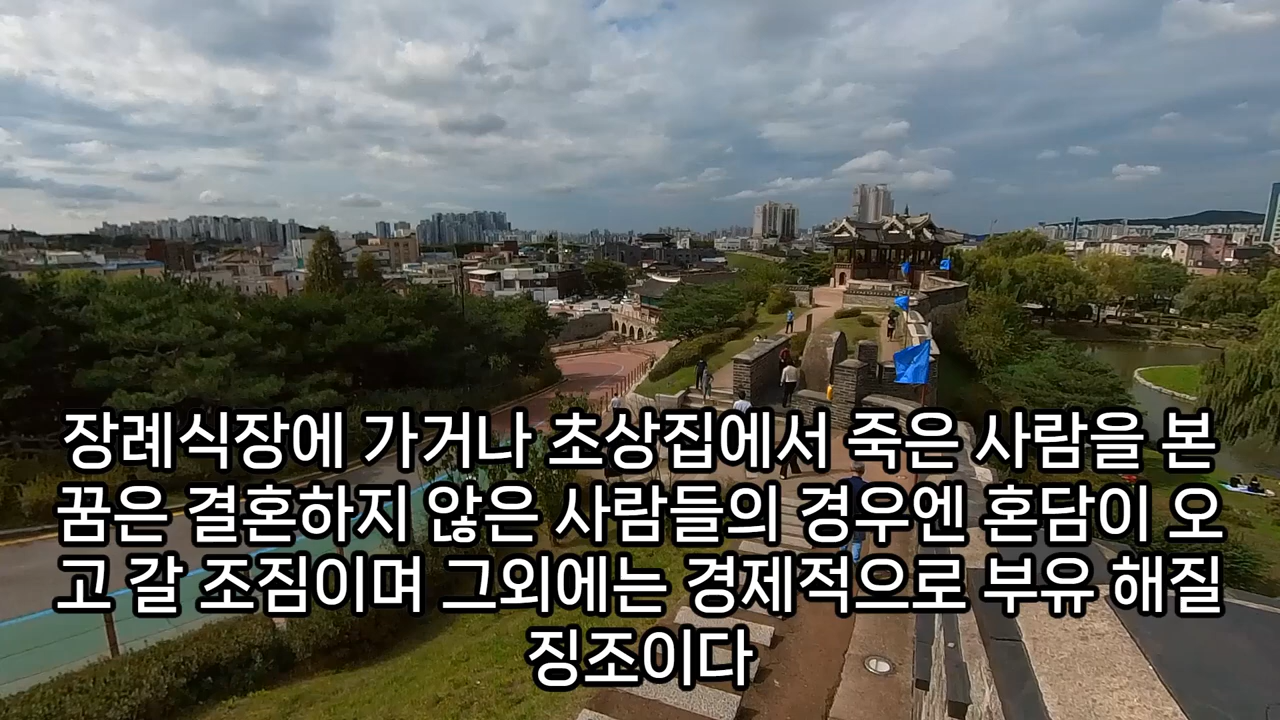 장례식장에 가거나 초상집에서 죽은 사람을 본
꿈은 결혼하지 않은 사람들의 경우엔 혼담이 오
고 갈 조짐이며 그외에는 경제적으로 부유 해질
징조이다